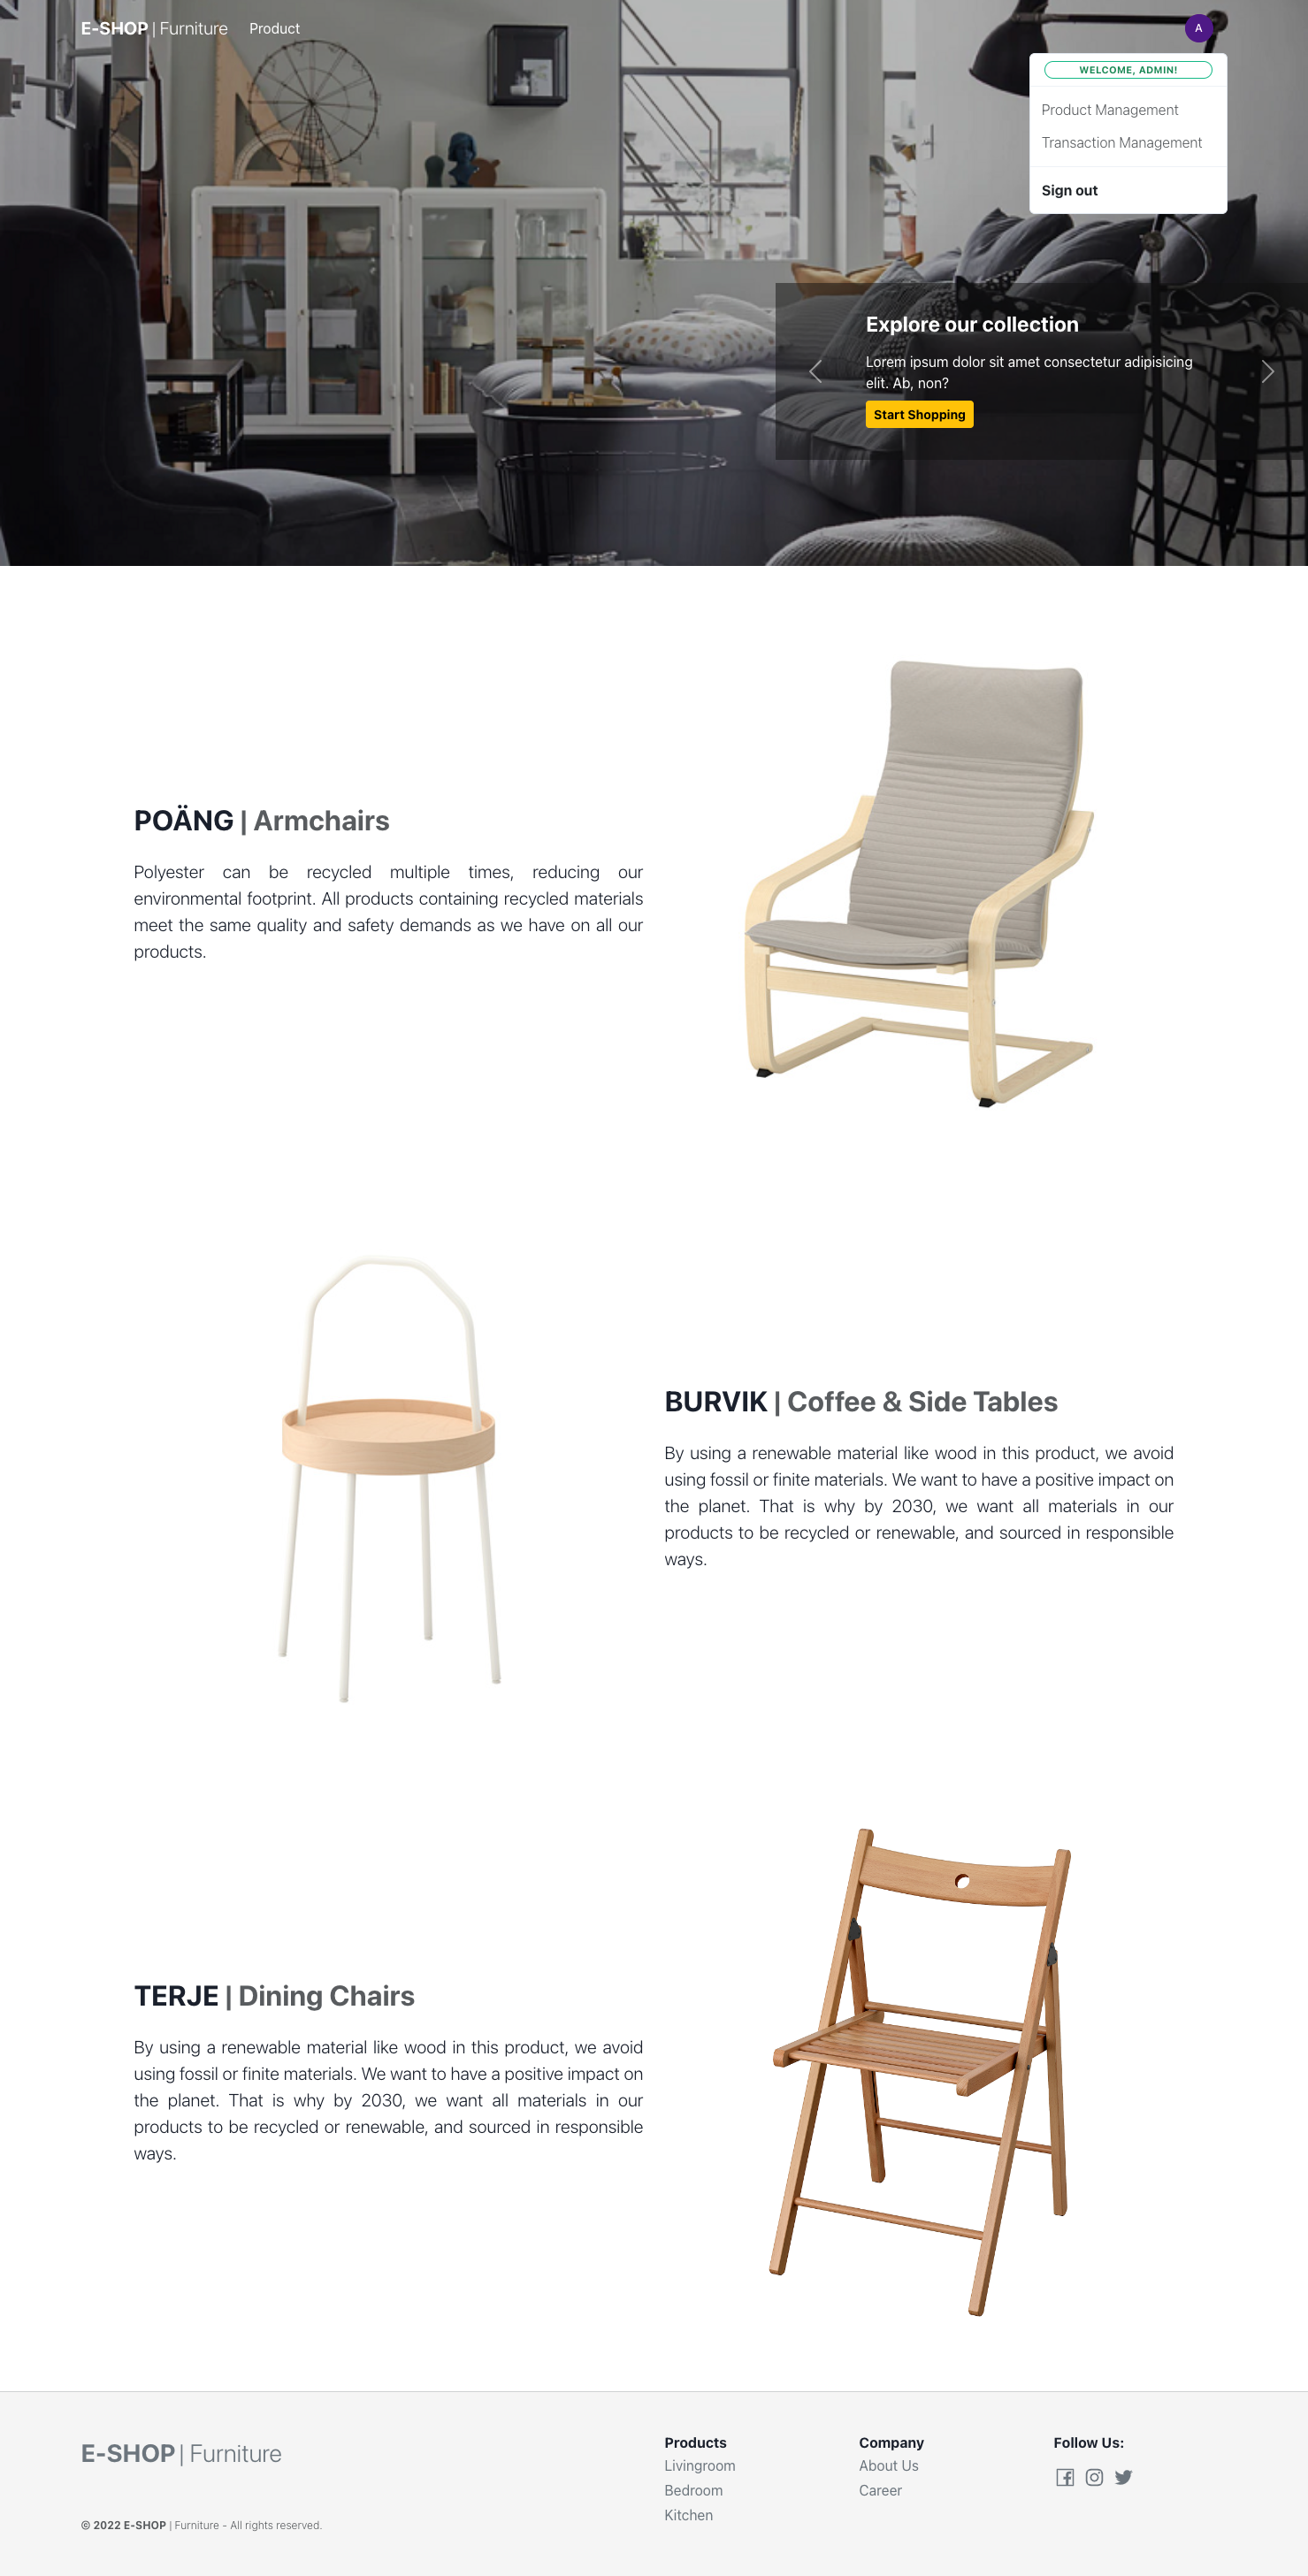 E-SHOP | Furniture
Product
A
WELCOME, ADMIN!
Product Management
Transaction Management
Sign out
Explore our collection
Lorem ipsum dolor sit amet consectetur adipisicing
elit. Ab, non?
Start Shopping
POÄNG | Armchairs
Polyester can be recycled multiple times, reducing our
environmental footprint. All products containing recycled materials
meet the same quality and safety demands as we have on all our
products.
BURVIK | Coffee & Side Tables
By using a renewable material like wood in this product, we avoid
using fossil or finite materials. We want to have a positive impact on
the planet. That is why by 2030, we want all materials in our
products to be recycled or renewable, and sourced in responsible
ways.
TERJE | Dining Chairs
By using a renewable material like wood in this product, we avoid
using fossil or finite materials. We want to have a positive impact on
the planet. That is why by 2030, we want all materials in our
products to be recycled or renewable, and sourced in responsible
ways.
E-SHOP | Furniture
© 2022 E-SHOP | Furniture - All rights reserved.
Products
Livingroom
Bedroom
Kitchen
Company
About Us
Career
Follow Us: